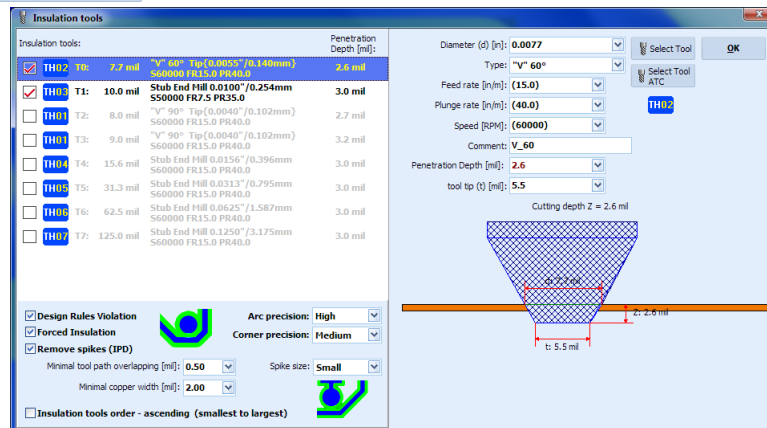 Insulation tools
Insulation tools:
Penetration
Depth [mil]:
TH02 T0: 7.7 mil "V" 60° Tip{0.0055"/0.140mm} 2.6 mil
S60000 FR15.0 PR40.0
TH03 T1: 10.0 mil Stub End Mill 0.0100"/0.254mm 3.0 mil
S50000 FR7.5 PR35.0
TH01 T2: 8.0 mil "V" 90° Tip{0.0040"/0.102mm} 2.7 mil
S60000 FR15.0 PR40.0
TH01 T3: 9.0 mil "V" 90° Tip{0.0040"/0.102mm} 3.2 mil
S60000 FR15.0 PR40.0
TH04 T4: 15.6 mil Stub End Mill 0.0156"/0.396mm 3.0 mil
S60000 FR15.0 PR40.0
TH05 T5: 31.3 mil Stub End Mill 0.0313"/0.795mm 3.0 mil
S60000 FR15.0 PR40.0
TH06 T6: 62.5 mil Stub End Mill 0.0625"/1.587mm 3.0 mil
S60000 FR15.0 PR40.0
TH07 T7: 125.0 mil Stub End Mill 0.1250"/3.175mm 3.0 mil
S60000 FR15.0 PR40.0
Design Rules Violation
Forced Insulation
Remove spikes (IPD)
Arc precision: High
Corner precision: Medium
Minimal tool path overlapping [mil]: 0.50
Spike size: Small
Minimal copper width [mil]: 2.00
Insulation tools order - ascending (smallest to largest)
Diameter (d) [in]: 0.0077
Type: "V" 60°
Feed rate [in/m]: (15.0)
Plunge rate [in/m]: (40.0)
Speed [RPM]: (60000)
Comment: V_60
Penetration Depth [mil]: 2.6
tool tip (t) [mil]: 5.5
Select Tool
OK
Select Tool
ATC
TH02
Cutting depth Z = 2.6 mil
d: 7.7 mil
Z: 2.6 mil
t: 5.5 mil